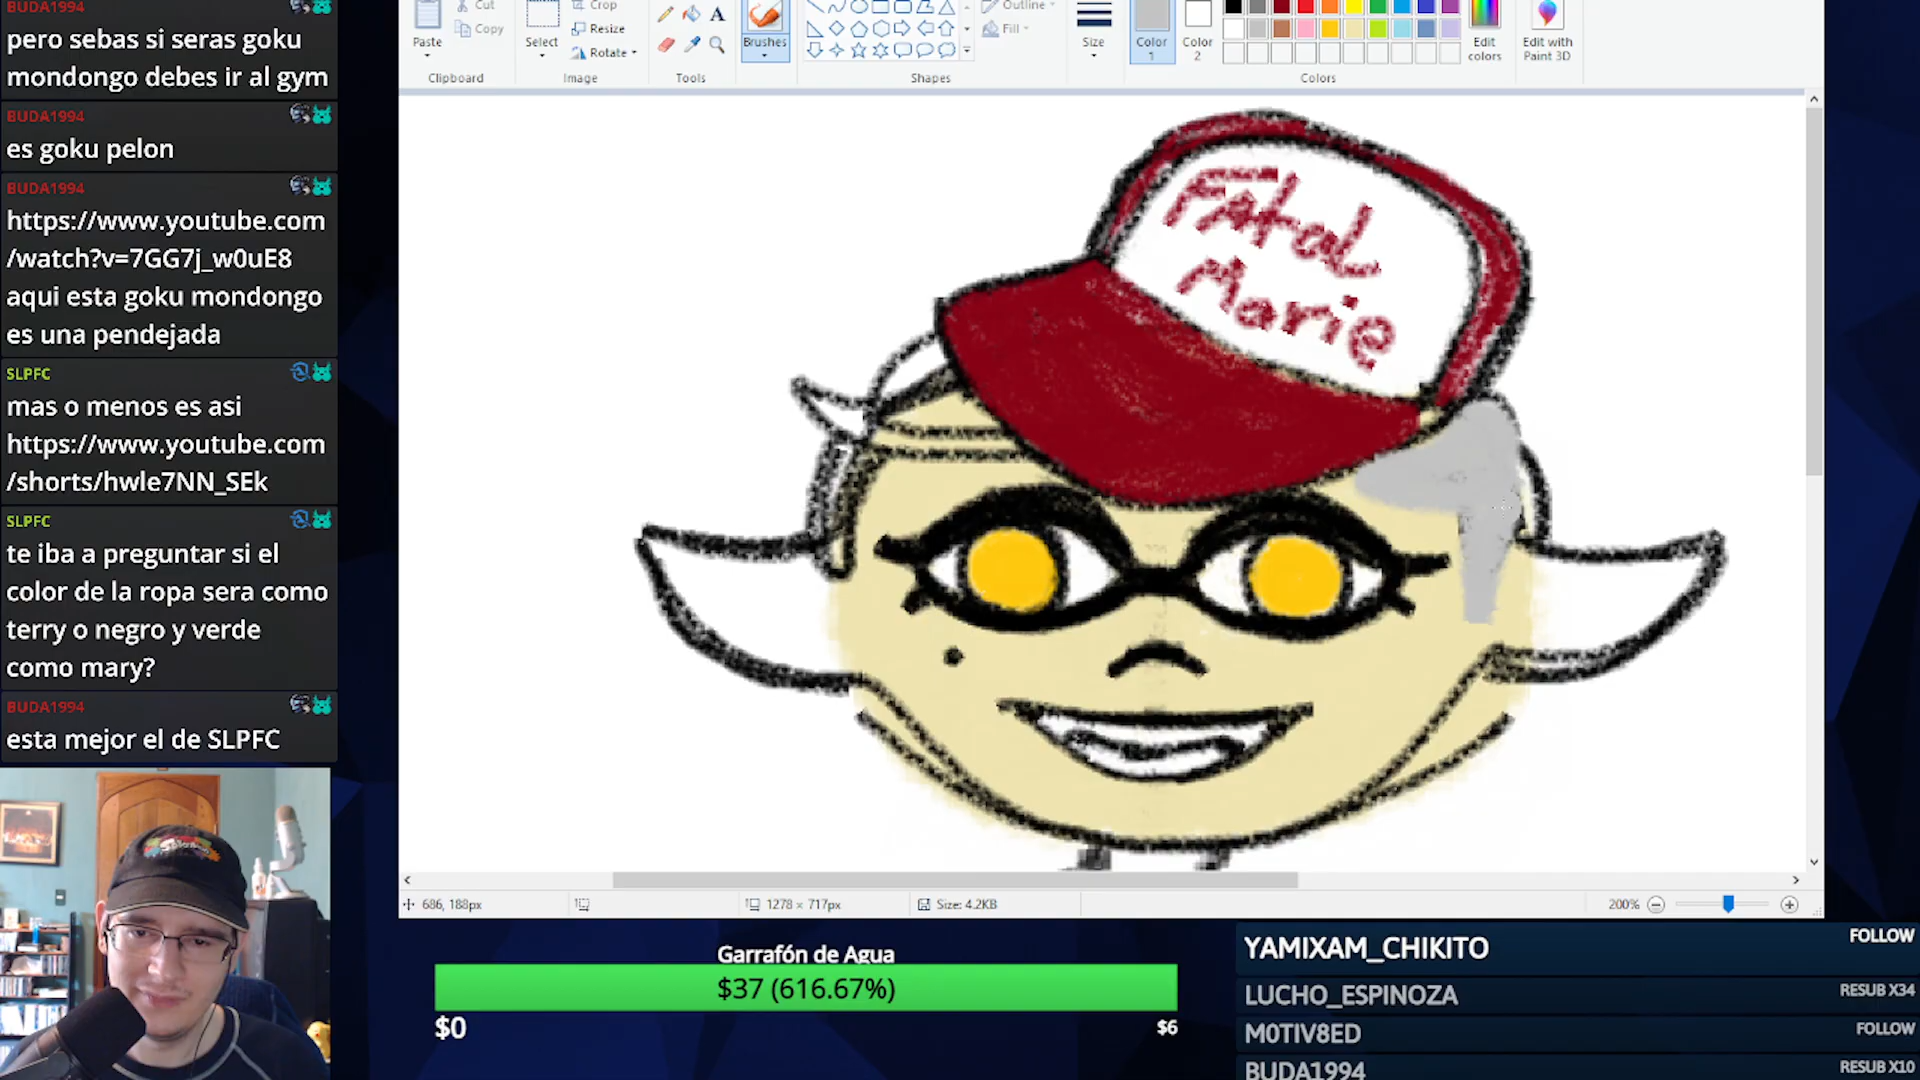 BUDA1994
pero sebas si seras goku
mondongo debes ir al gym
BUDA1994
es goku pelon
BUDA1994
https://www.youtube.com
/watch?v=7GG7j_w0uE8
aqui esta goku mondongo
es una pendejada
SLPFC
mas o menos es asi
https://www.youtube.com
/shorts/hwle7NN_SEk
SLPFC
te iba a preguntar si el
color de la ropa sera como
terry o negro y verde
como mary?
BUDA1994
esta mejor el de SLPFC
Paste
Cut
Copy
Clipboard
Select
Crop
Resize
Rotate
Image
A
Tools
Brushes
Outline
Fill
Shapes
Size
Color
1
Color
2
Colors
Edit
colors
Edit with
Paint 3D
Fatal
Marie
686, 188px
1278 × 717px
Size: 4.2KB
200%
Garrafón de Agua
$37 (616.67%)
$0
$6
YAMIXAM_CHIKITO FOLLOW
LUCHO_ESPINOZA RESUB X34
M0TIV8ED FOLLOW
BUDA1994 RESUB X10